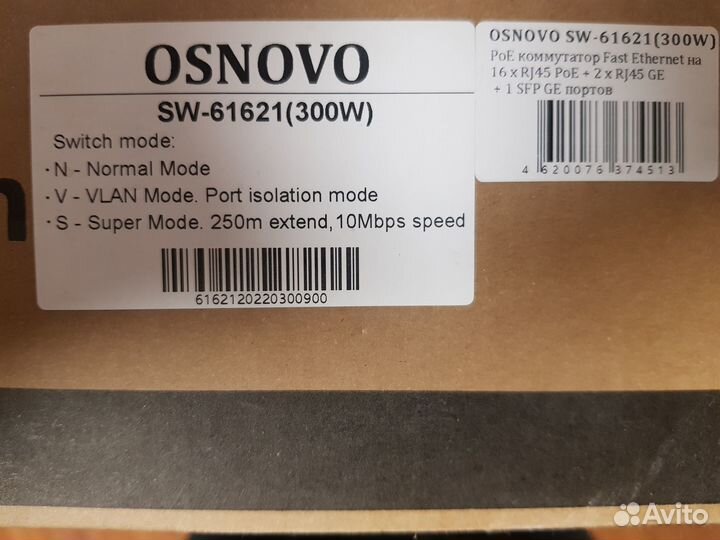 OSNOVO
SW-61621(300W)
Switch mode:
·N - Normal Mode
·V - VLAN Mode. Port isolation mode
·S - Super Mode. 250m extend,10Mbps speed
6162120220300900
OSNOVO SW-61621(300W)
PoE коммутатор Fast Ethernet на
16 x RJ45 PoE + 2 x RJ45 GE
+ 1 SFP GE портов
4 620076 374513
Avito